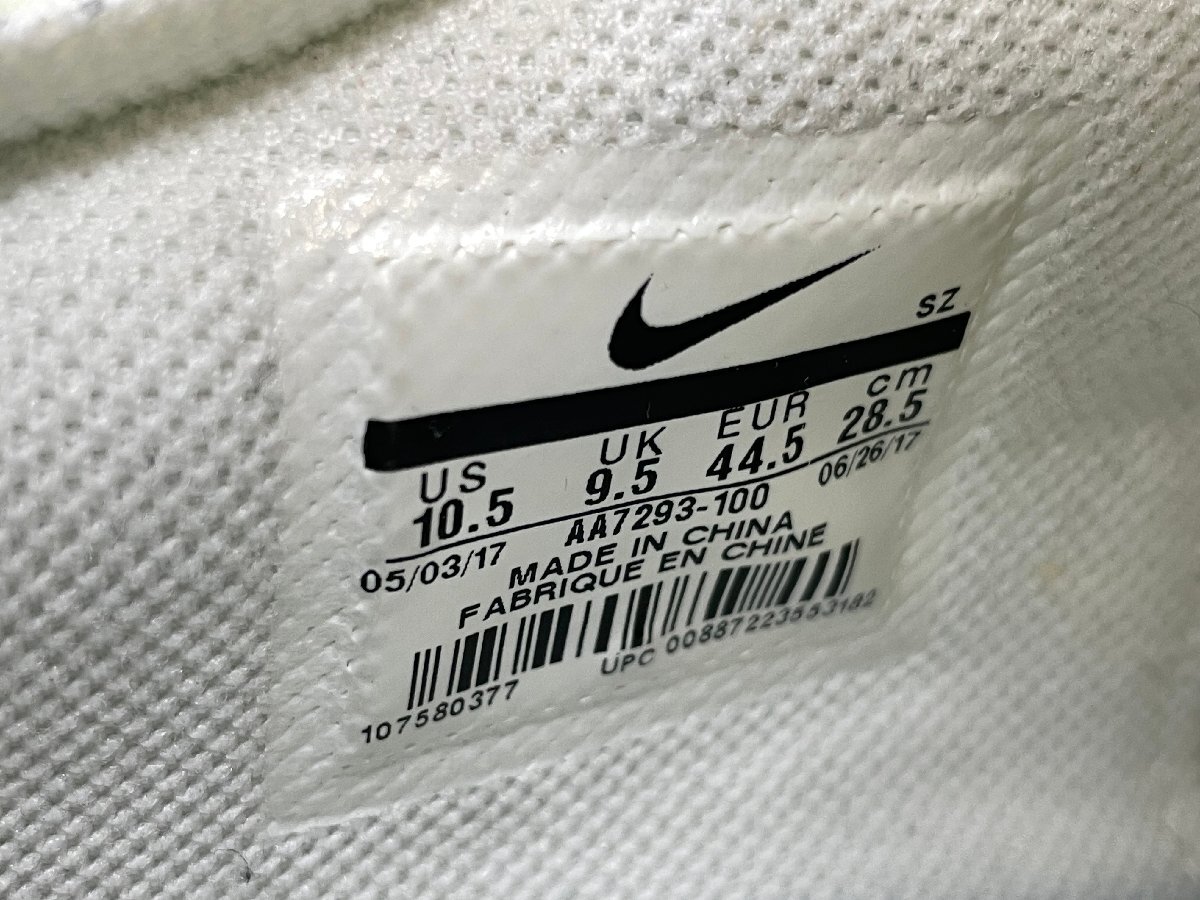 SZ
US UK EUR cm
10.5 9.5 44.5 28.5
05/03/17 AA7293-100 06/26/17
MADE IN CHINA
FABRIQUE EN CHINE
107580377 UPC 00887223553182